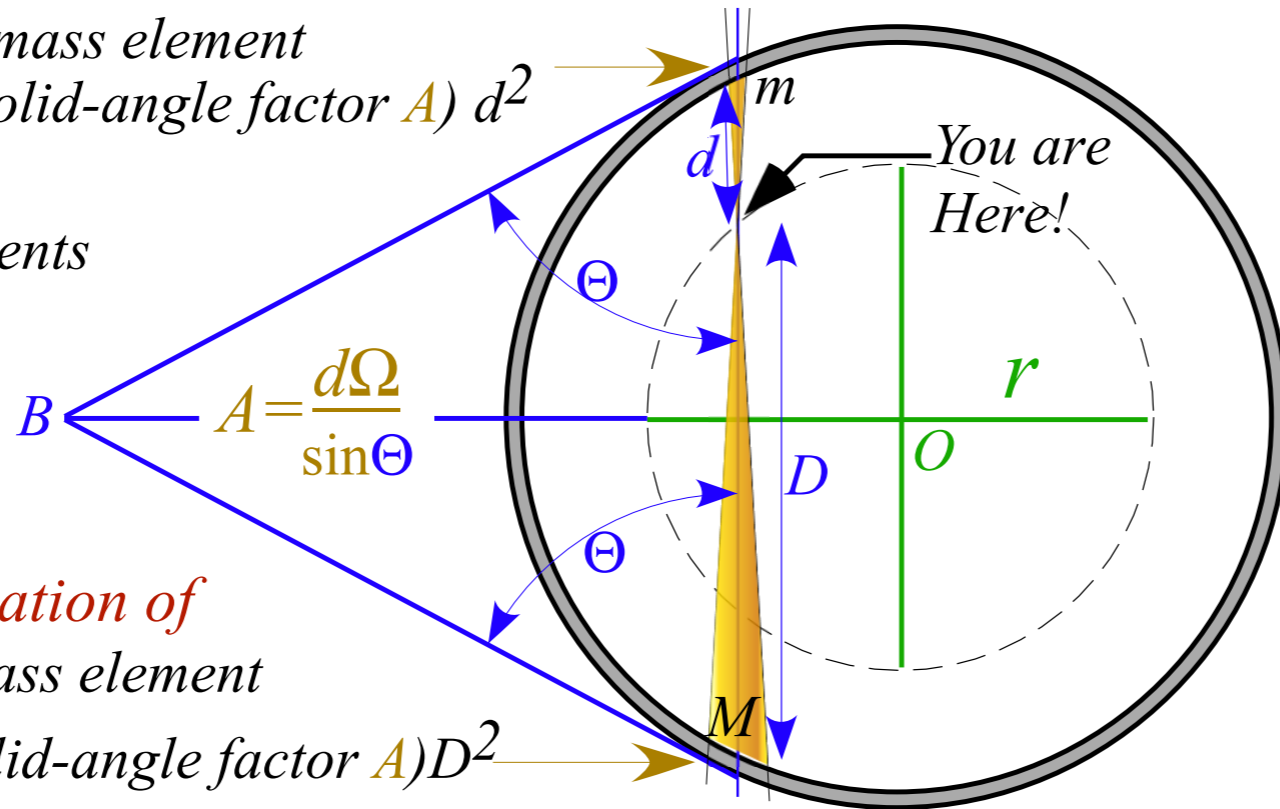 mass element
olid-angle factor A) d²
m
d
You are
Here!
ents
Θ
A = dΩ / sinΘ
B
r
O
D
Θ
ation of
ass element
M
lid-angle factor A)D²